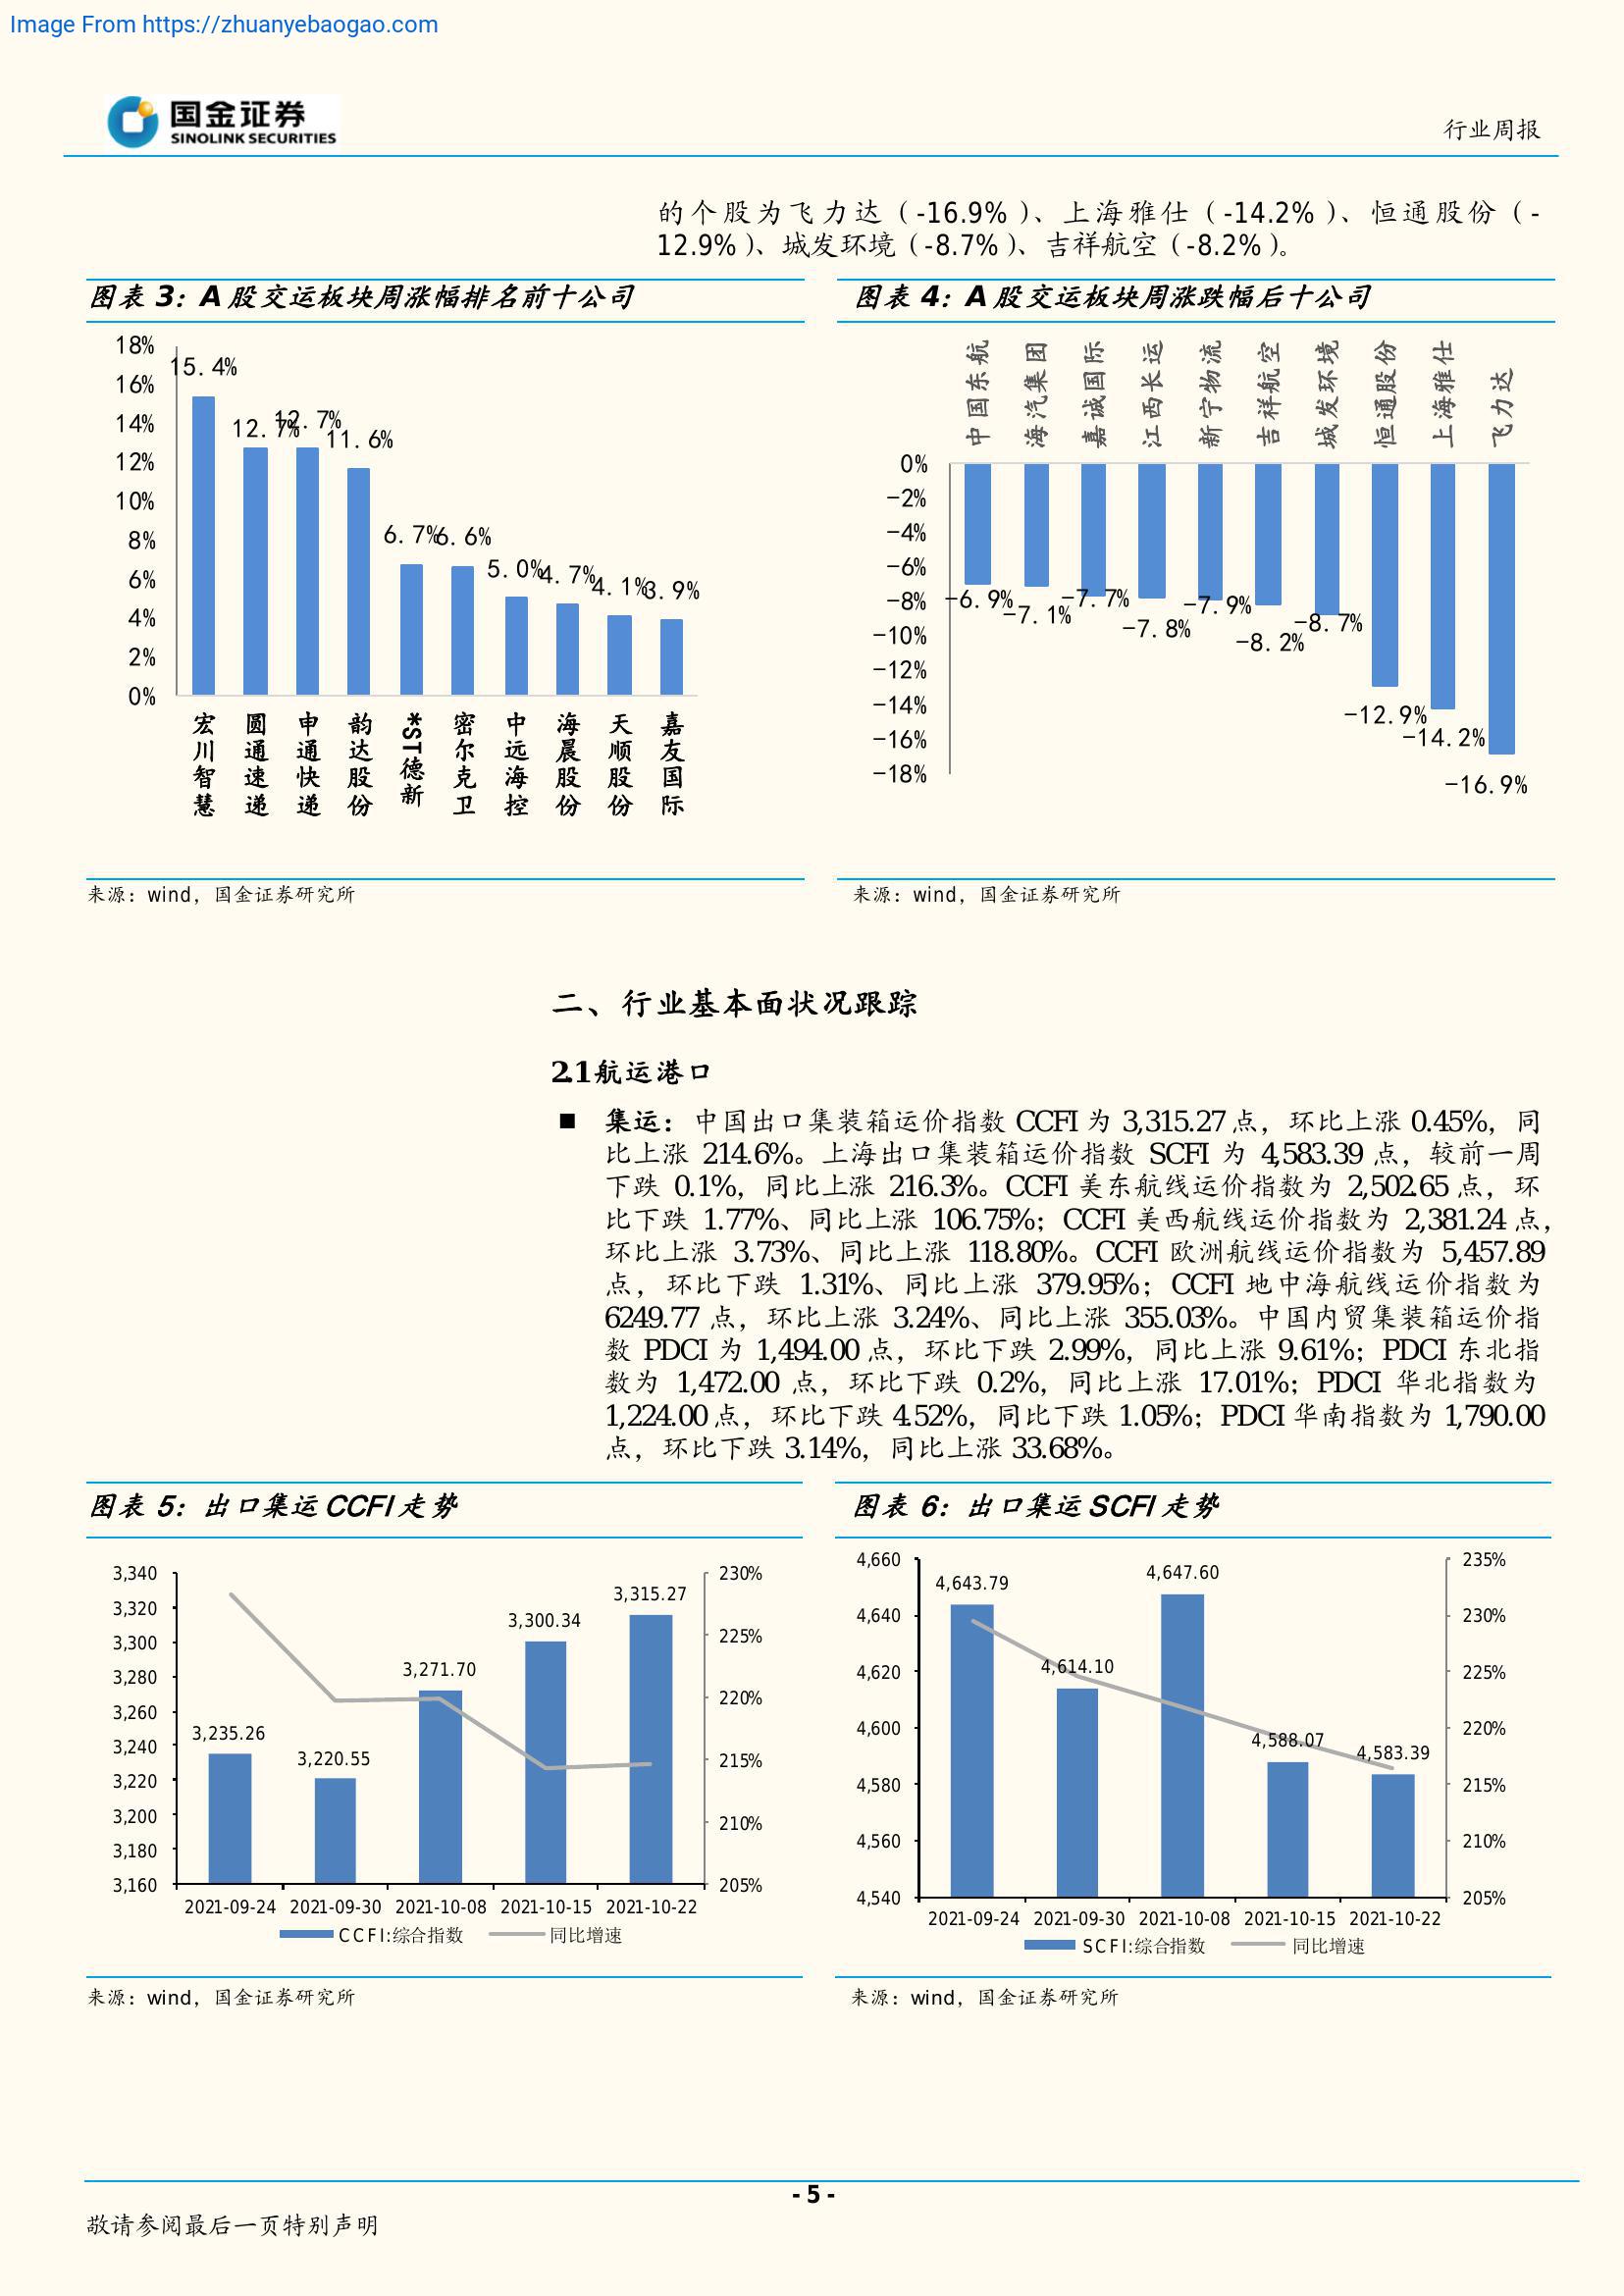 Image From https://zhuanyebaogao.com
国金证券
SINOLINK SECURITIES
行业周报
的个股为飞力达（-16.9%）、上海雅仕（-14.2%）、恒通股份（-
12.9%）、城发环境（-8.7%）、吉祥航空（-8.2%）。
图表 3：A 股交运板块周涨幅排名前十公司
18%
16%
14%
12%
10%
8%
6%
4%
2%
0%
15.4%
12.7%
12.7%
11.6%
6.7%
6.6%
5.0%
4.7%
4.1%
3.9%
宏川智慧
圆通速递
申通快递
韵达股份
*ST德新
密尔克卫
中远海控
海晨股份
天顺股份
嘉友国际
来源：wind，国金证券研究所
图表 4：A 股交运板块周涨跌幅后十公司
中国东航
海汽集团
嘉诚国际
江西长运
新宁物流
吉祥航空
城发环境
恒通股份
上海雅仕
飞力达
0%
-2%
-4%
-6%
-8%
-10%
-12%
-14%
-16%
-18%
-6.9%
-7.1%
-7.7%
-7.8%
-7.9%
-8.2%
-8.7%
-12.9%
-14.2%
-16.9%
来源：wind，国金证券研究所
二、行业基本面状况跟踪
2.1航运港口
■ 集运：中国出口集装箱运价指数 CCFI 为 3,315.27 点，环比上涨 0.45%，同
比上涨 214.6%。上海出口集装箱运价指数 SCFI 为 4,583.39 点，较前一周
下跌 0.1%，同比上涨 216.3%。CCFI 美东航线运价指数为 2,502.65 点，环
比下跌 1.77%、同比上涨 106.75%；CCFI 美西航线运价指数为 2,381.24 点，
环比上涨 3.73%、同比上涨 118.80%。CCFI 欧洲航线运价指数为 5,457.89
点，环比下跌 1.31%、同比上涨 379.95%；CCFI 地中海航线运价指数为
6249.77 点，环比上涨 3.24%、同比上涨 355.03%。中国内贸集装箱运价指
数 PDCI 为 1,494.00 点，环比下跌 2.99%，同比上涨 9.61%；PDCI 东北指
数为 1,472.00 点，环比下跌 0.2%，同比上涨 17.01%；PDCI 华北指数为
1,224.00 点，环比下跌 4.52%，同比下跌 1.05%；PDCI 华南指数为 1,790.00
点，环比下跌 3.14%，同比上涨 33.68%。
图表 5：出口集运 CCFI 走势
3,340
3,320
3,300
3,280
3,260
3,240
3,220
3,200
3,180
3,160
3,235.26
3,220.55
3,271.70
3,300.34
3,315.27
230%
225%
220%
215%
210%
205%
2021-09-24 2021-09-30 2021-10-08 2021-10-15 2021-10-22
CCFI:综合指数 同比增速
来源：wind，国金证券研究所
图表 6：出口集运 SCFI 走势
4,660
4,640
4,620
4,600
4,580
4,560
4,540
4,643.79
4,614.10
4,647.60
4,588.07
4,583.39
235%
230%
225%
220%
215%
210%
205%
2021-09-24 2021-09-30 2021-10-08 2021-10-15 2021-10-22
SCFI:综合指数 同比增速
来源：wind，国金证券研究所
- 5 -
敬请参阅最后一页特别声明